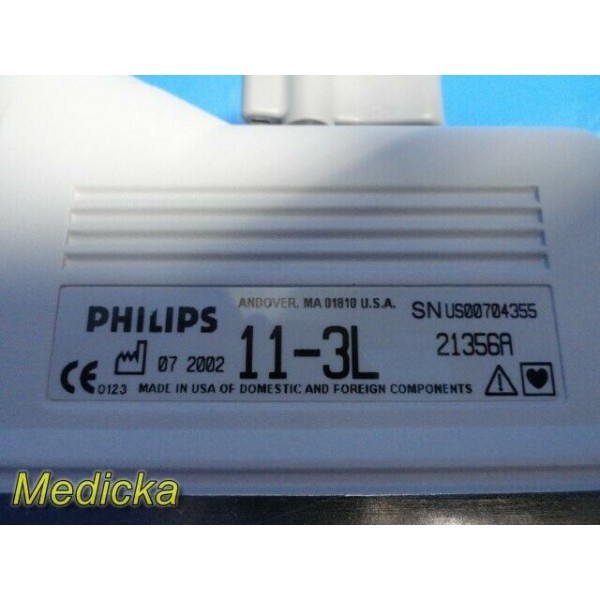 ANDOVER, MA 01810 U.S.A.
SN US00704355
PHILIPS
11-3L
21356A
07 2002
CE 0123 MADE IN USA OF DOMESTIC AND FOREIGN COMPONENTS
Medicka